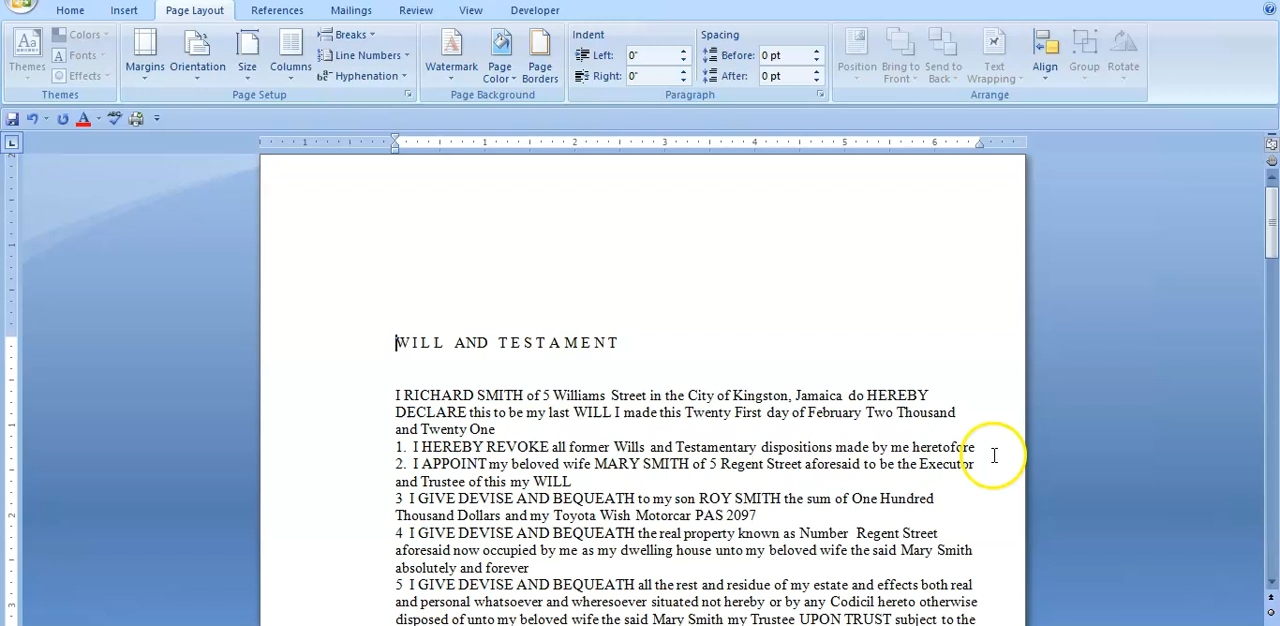 Home Insert Page Layout References Mailings Review View Developer
Colors Breaks Indent Spacing
Aa Fonts Line Numbers Left: 0" Before: 0 pt
Themes Effects Margins Orientation Size Columns Hyphenation Watermark Page Color Page Borders Right: 0" After: 0 pt Position Bring to Front Send to Back Text Wrapping Align Group Rotate
Themes Page Setup Page Background Paragraph Arrange
1 1 2 3 4 5 6
WILL AND TESTAMENT
I RICHARD SMITH of 5 Williams Street in the City of Kingston, Jamaica do HEREBY
DECLARE this to be my last WILL I made this Twenty First day of February Two Thousand
and Twenty One
1. I HEREBY REVOKE all former Wills and Testamentary dispositions made by me heretofore
2. I APPOINT my beloved wife MARY SMITH of 5 Regent Street aforesaid to be the Executor
and Trustee of this my WILL
3 I GIVE DEVISE AND BEQUEATH to my son ROY SMITH the sum of One Hundred
Thousand Dollars and my Toyota Wish Motorcar PAS 2097
4 I GIVE DEVISE AND BEQUEATH the real property known as Number Regent Street
aforesaid now occupied by me as my dwelling house unto my beloved wife the said Mary Smith
absolutely and forever
5 I GIVE DEVISE AND BEQUEATH all the rest and residue of my estate and effects both real
and personal whatsoever and wheresoever situated not hereby or by any Codicil hereto otherwise
disposed of unto my beloved wife the said Mary Smith my Trustee UPON TRUST subject to the